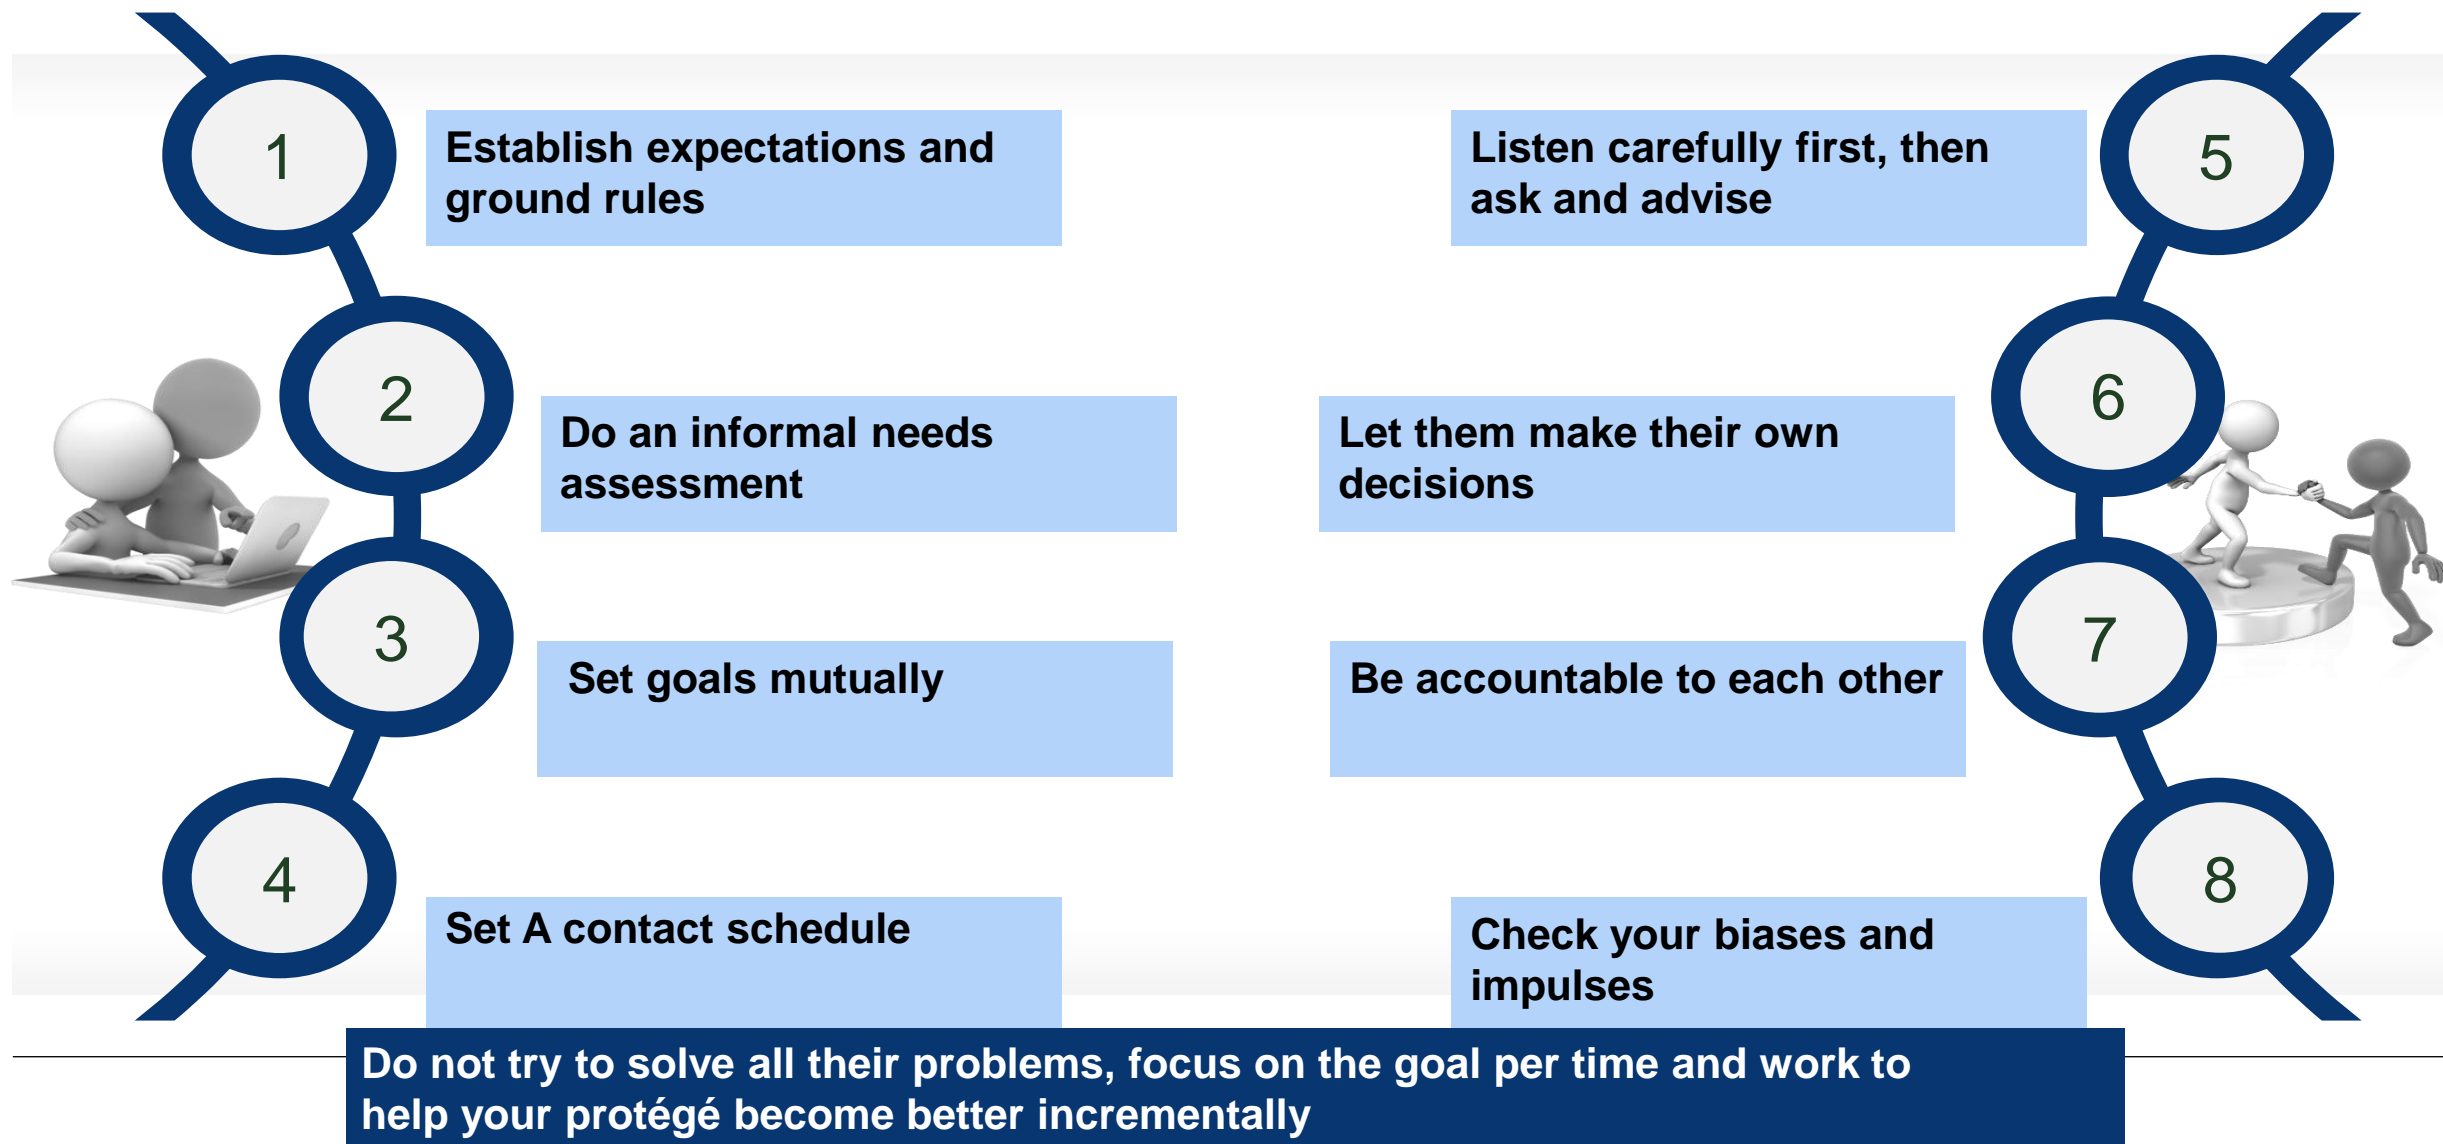 1
Establish expectations and
ground rules
2
Do an informal needs
assessment
3
Set goals mutually
4
Set A contact schedule
5
Listen carefully first, then
ask and advise
6
Let them make their own
decisions
7
Be accountable to each other
8
Check your biases and
impulses
Do not try to solve all their problems, focus on the goal per time and work to
help your protégé become better incrementally